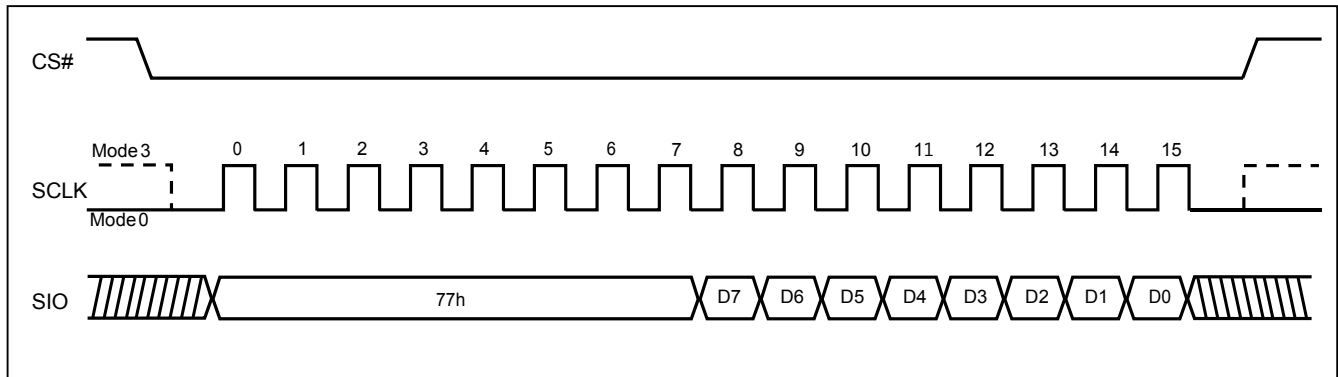 CS#
Mode 3
0 1 2 3 4 5 6 7 8 9 10 11 12 13 14 15
SCLK
Mode 0
SIO
77h D7 D6 D5 D4 D3 D2 D1 D0